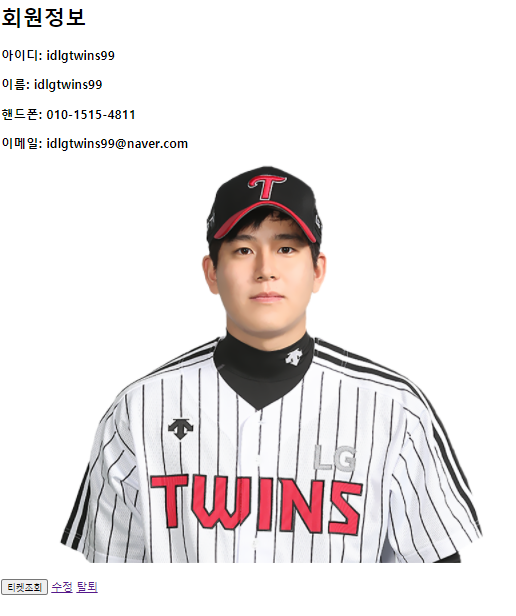 회원정보
아이디: idlgtwins99
이름: idlgtwins99
핸드폰: 010-1515-4811
이메일: idlgtwins99@naver.com
T
LG
TWINS
티켓조회 수정 탈퇴